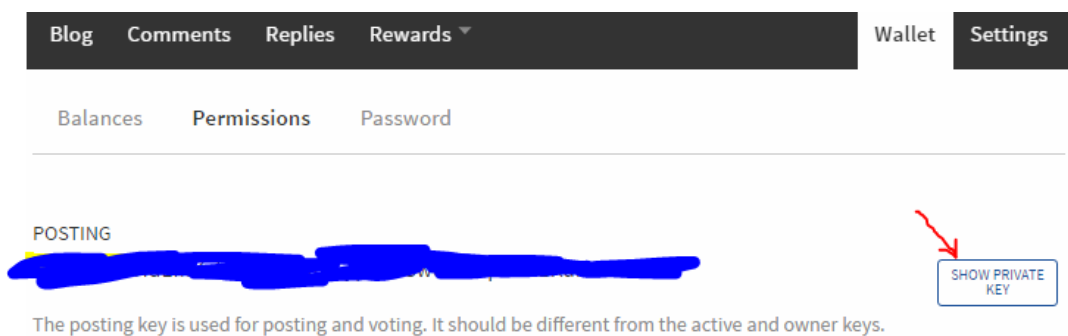 Blog Comments Replies Rewards Wallet Settings
Balances Permissions Password
POSTING
SHOW PRIVATE
KEY
The posting key is used for posting and voting. It should be different from the active and owner keys.